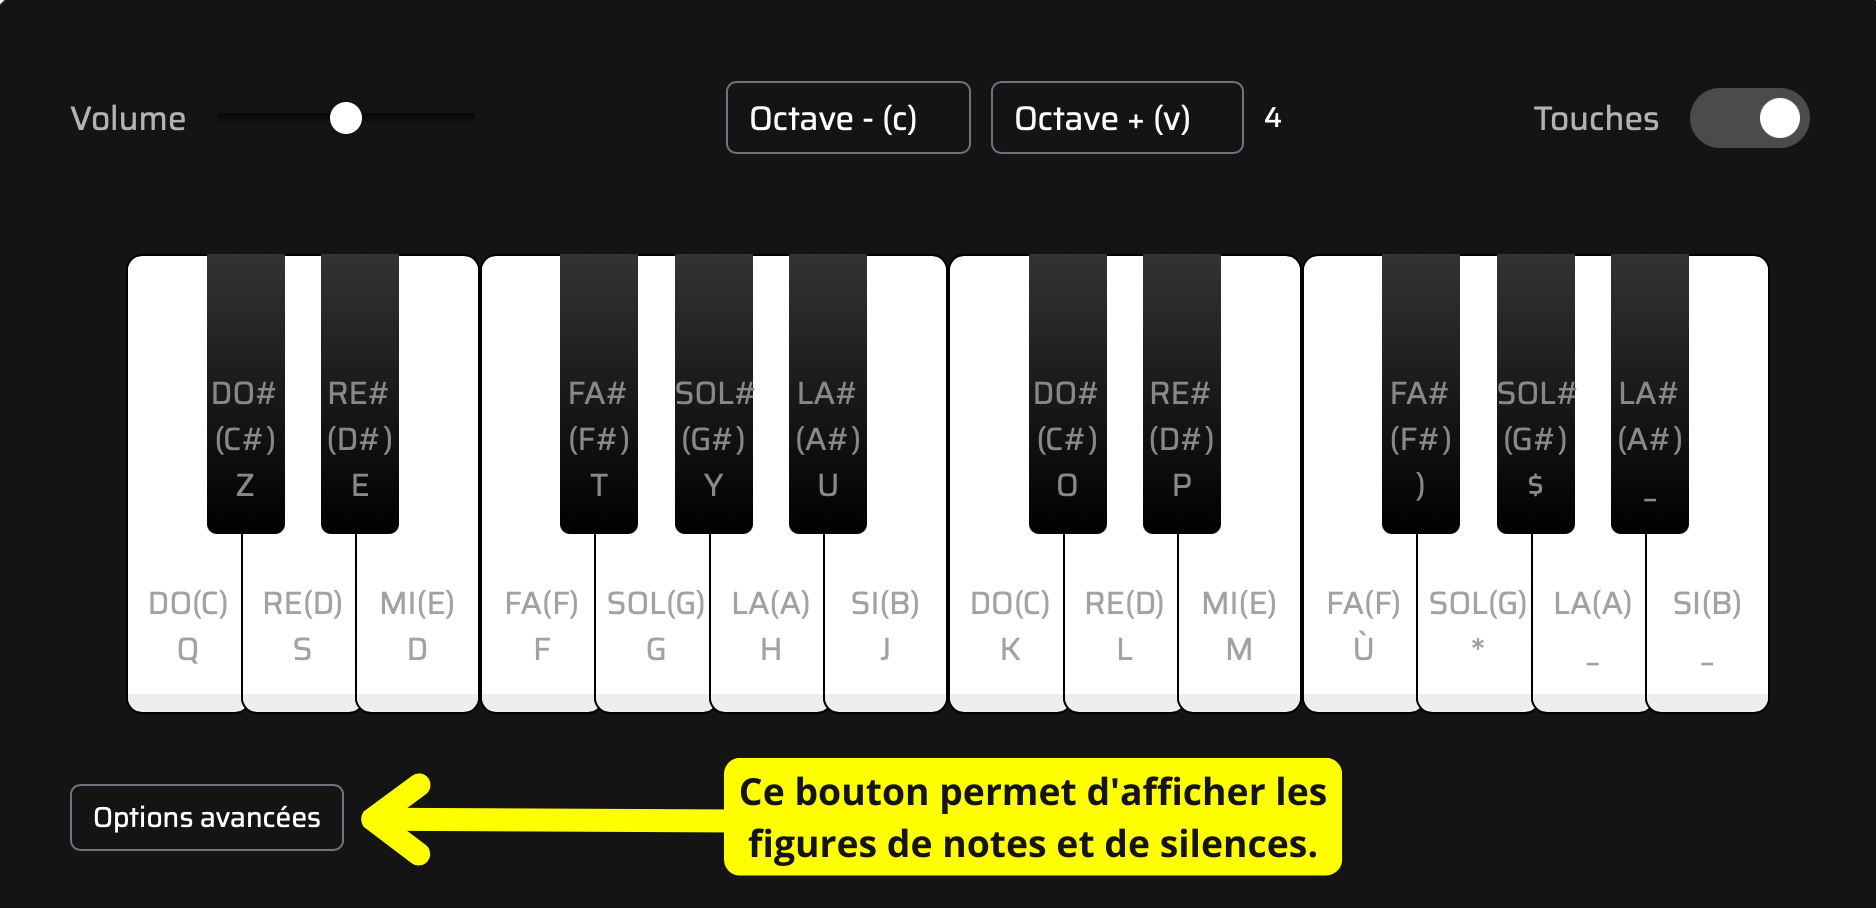 Volume
Octave - (c)
Octave + (v)
4
Touches
DO#
(C#)
Z
RE#
(D#)
E
FA#
(F#)
T
SOL#
(G#)
Y
LA#
(A#)
U
DO#
(C#)
O
RE#
(D#)
P
FA#
(F#)
)
SOL#
(G#)
$
LA#
(A#)
_
DO(C)
Q
RE(D)
S
MI(E)
D
FA(F)
F
SOL(G)
G
LA(A)
H
SI(B)
J
DO(C)
K
RE(D)
L
MI(E)
M
FA(F)
Ù
SOL(G)
*
LA(A)
_
SI(B)
_
Options avancées
Ce bouton permet d'afficher les
figures de notes et de silences.